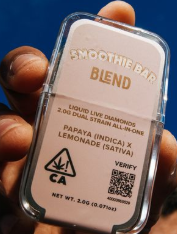 SMOOTHIE BAR
BLEND
LIQUID LIVE DIAMONDS
2.0G DUAL STRAIN ALL-IN-ONE
PAPAYA (INDICA) X
LEMONADE (SATIVA)
VERIFY
CA
NET WT. 2.0G (0.071oz)